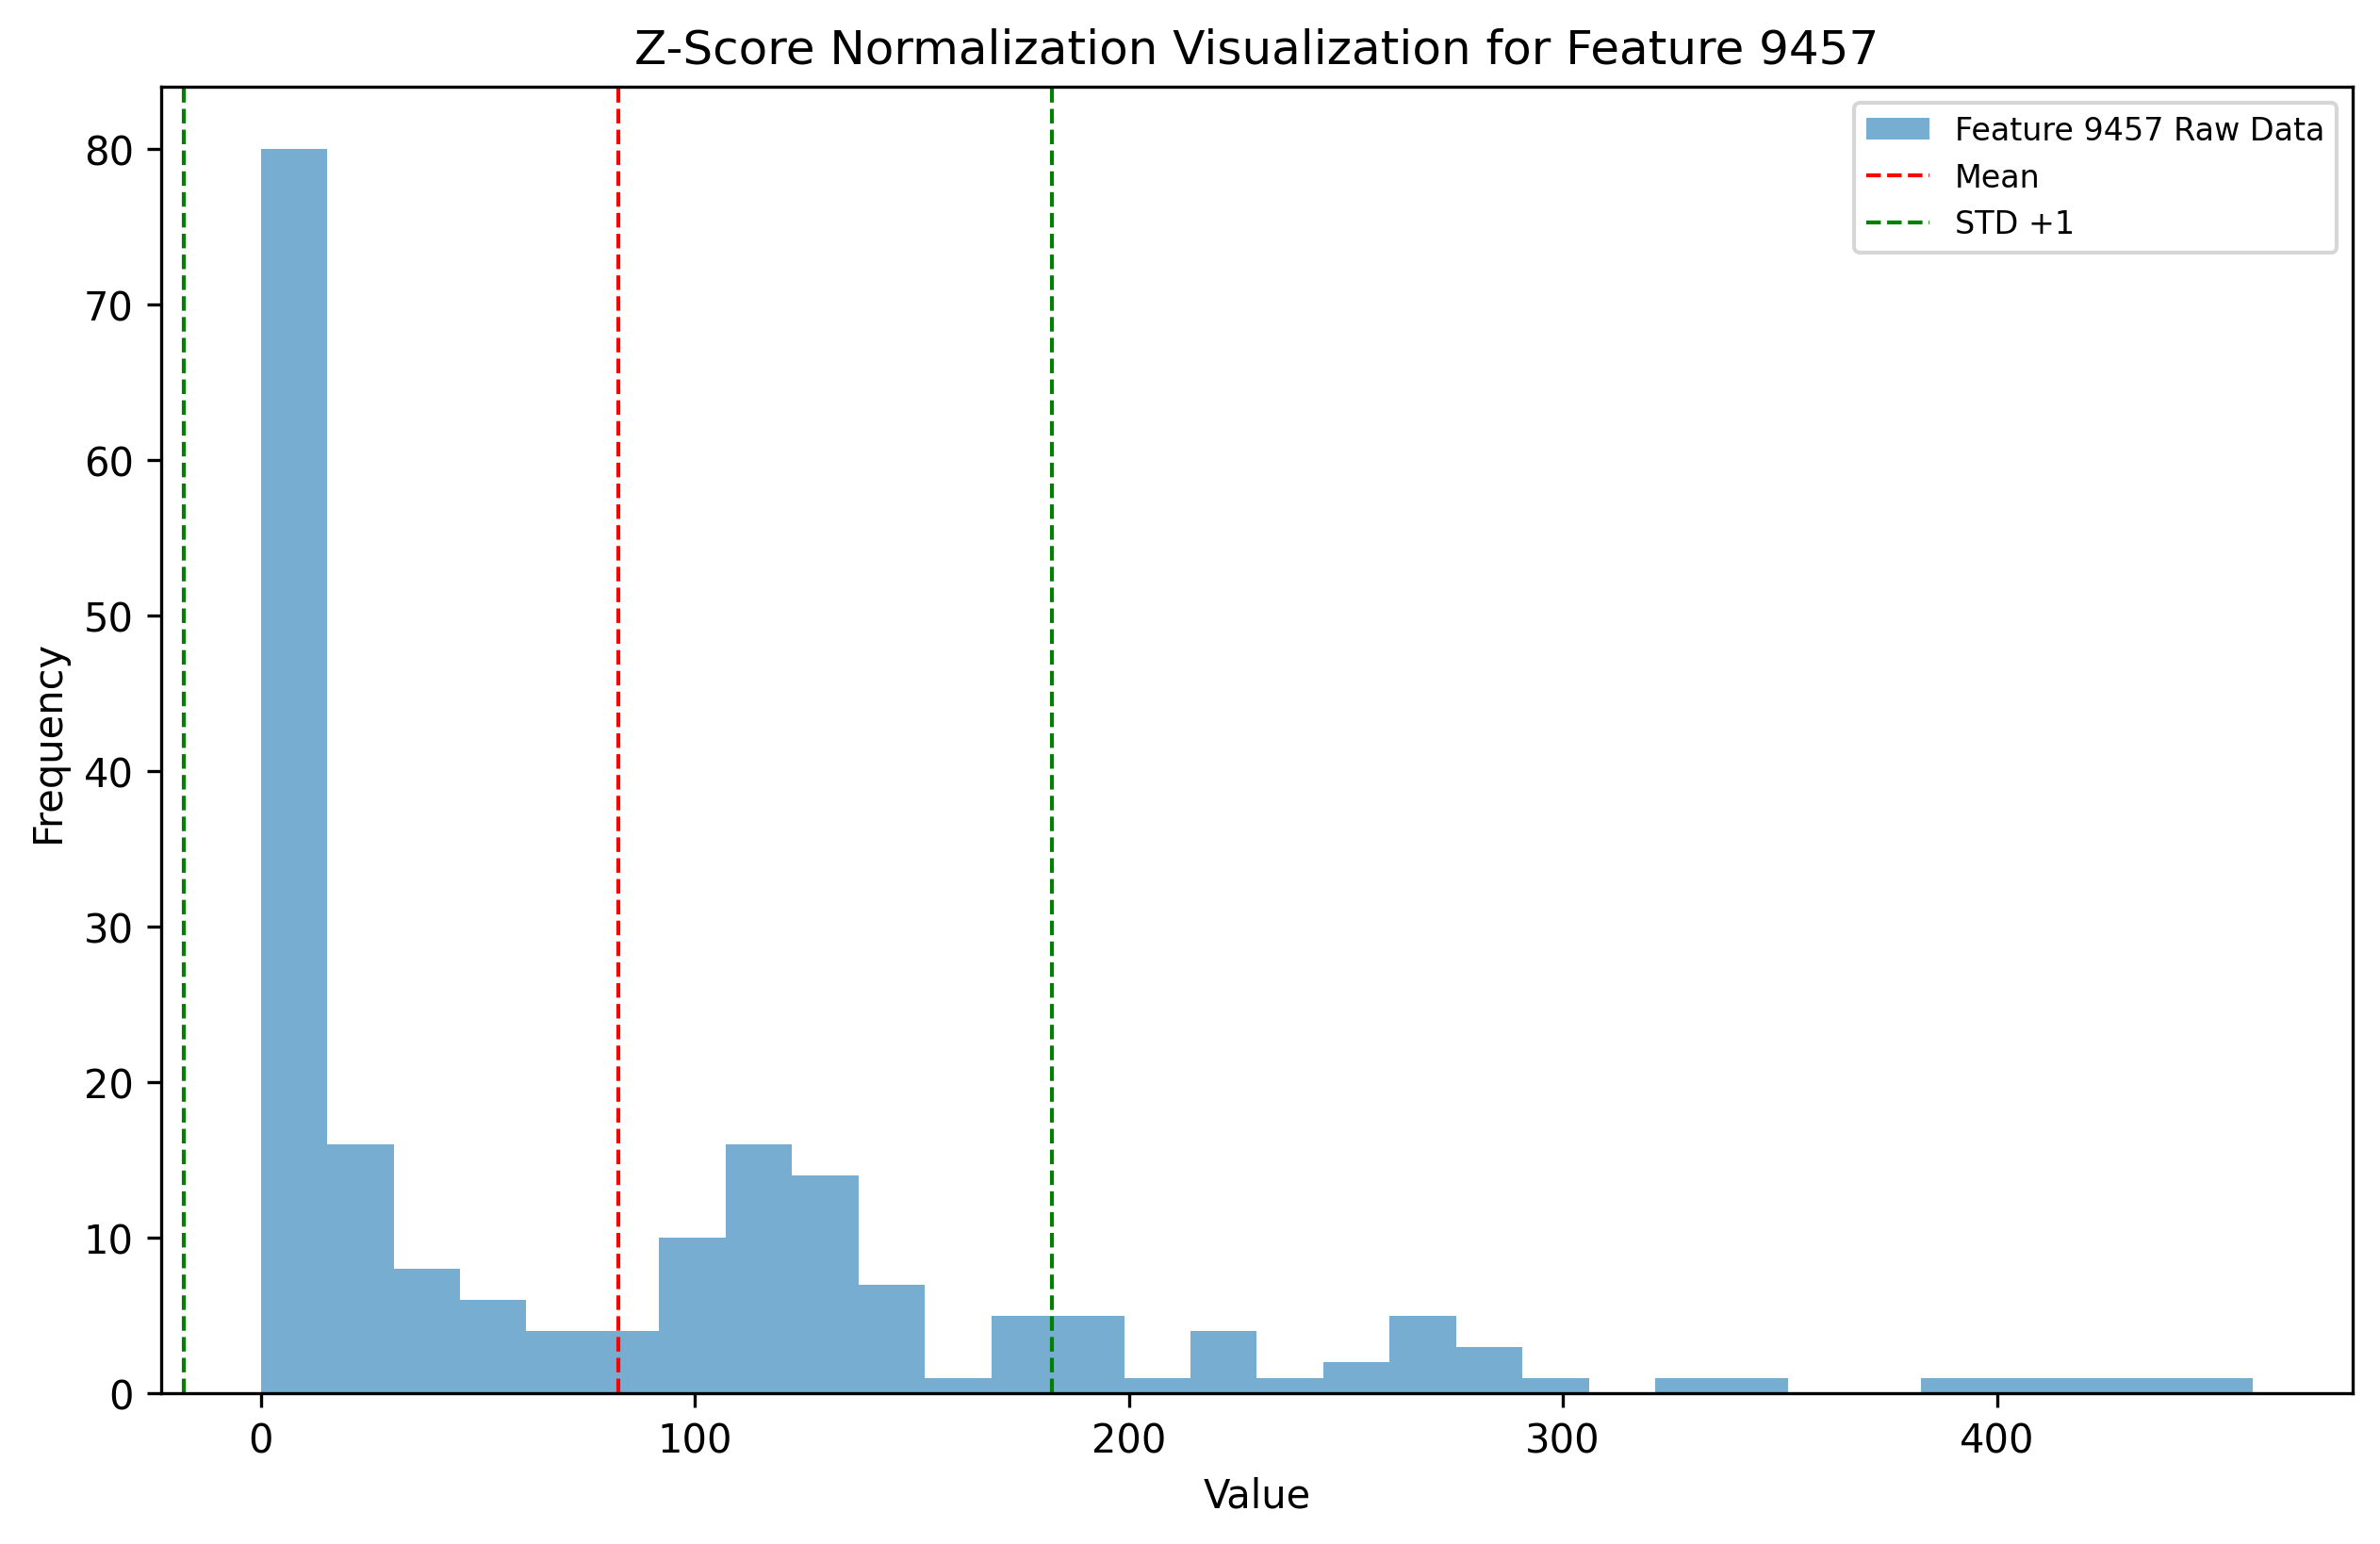 Z-Score Normalization Visualization for Feature 9457
Feature 9457 Raw Data
Mean
STD +1
80
70
60
50
40
30
20
10
0
Frequency
0 100 200 300 400
Value